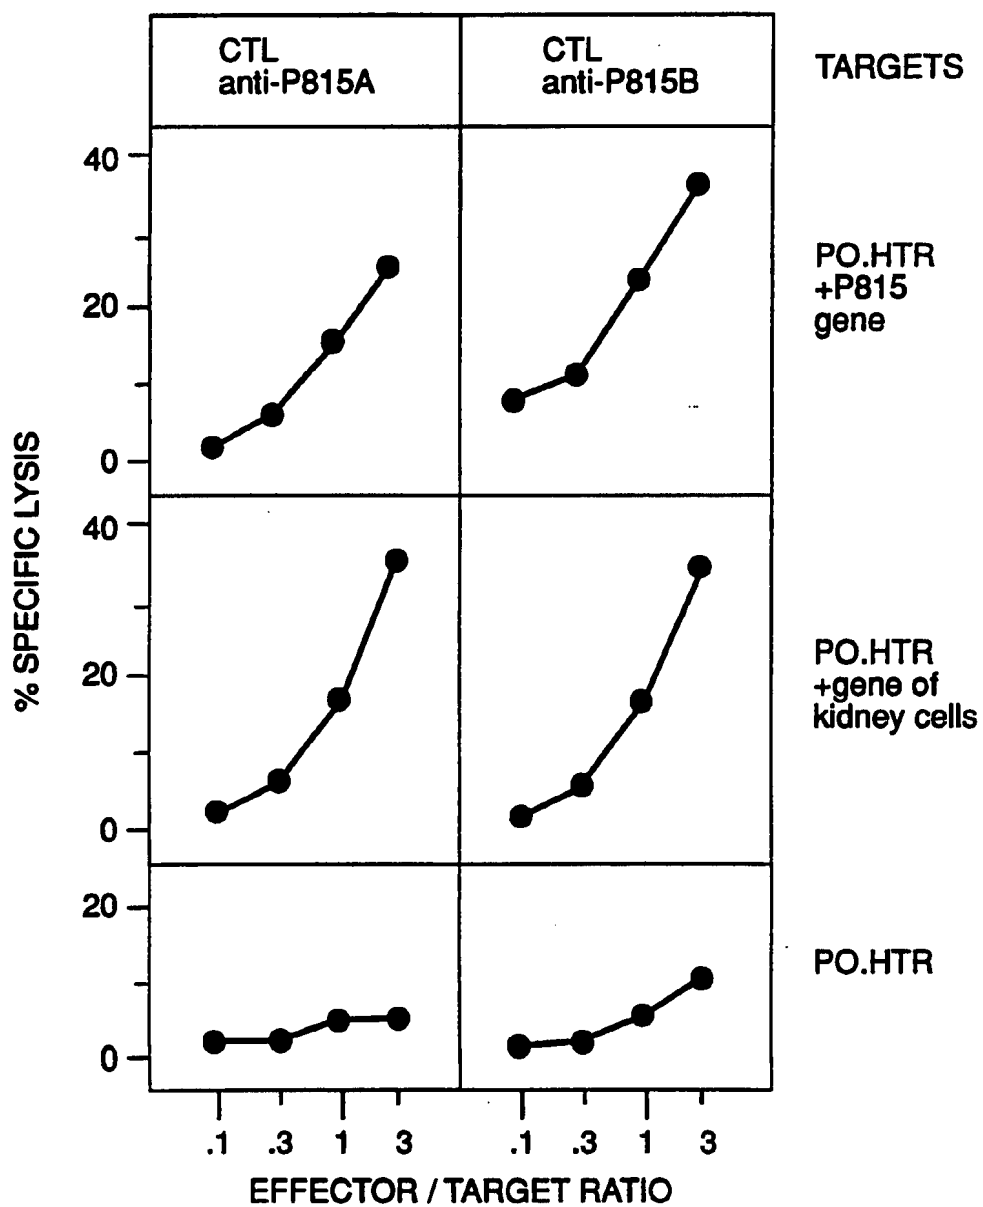 CTL
anti-P815A
CTL
anti-P815B
TARGETS
40
20
0
PO.HTR
+P815
gene
% SPECIFIC LYSIS
40
20
0
PO.HTR
+gene of
kidney cells
20
0
PO.HTR
.1 .3 1 3 .1 .3 1 3
EFFECTOR / TARGET RATIO